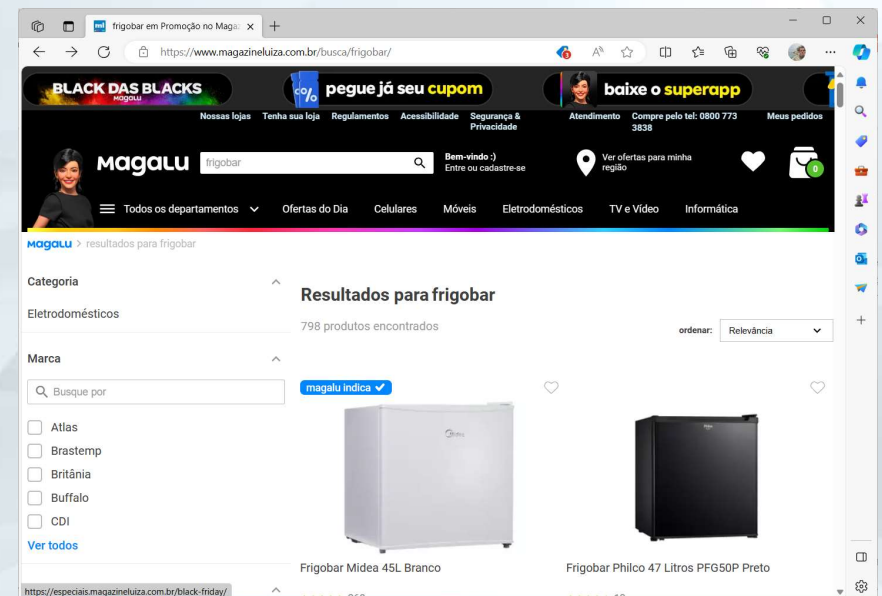 frigobar em Promoção no Maga
https://www.magazineluiza.com.br/busca/frigobar/
BLACK DAS BLACKS
Magalu
% pegue já seu cupom
baixe o superapp
Nossas lojas Tenha sua loja Regulamentos Acessibilidade Segurança & Privacidade Atendimento Compre pelo tel: 0800 773 3838 Meus pedidos
Magalu
frigobar
Bem-vindo :)
Entre ou cadastre-se
Ver ofertas para minha
região
0
Todos os departamentos Ofertas do Dia Celulares Móveis Eletrodomésticos TV e Vídeo Informática
Magalu > resultados para frigobar
Categoria
Eletrodomésticos
Marca
Busque por
Atlas
Brastemp
Britânia
Buffalo
CDI
Ver todos
Resultados para frigobar
798 produtos encontrados
ordenar: Relevância
magalu indica
Midea
Frigobar Midea 45L Branco
Frigobar Philco 47 Litros PFG50P Preto
https://especiais.magazineluiza.com.br/black-friday/